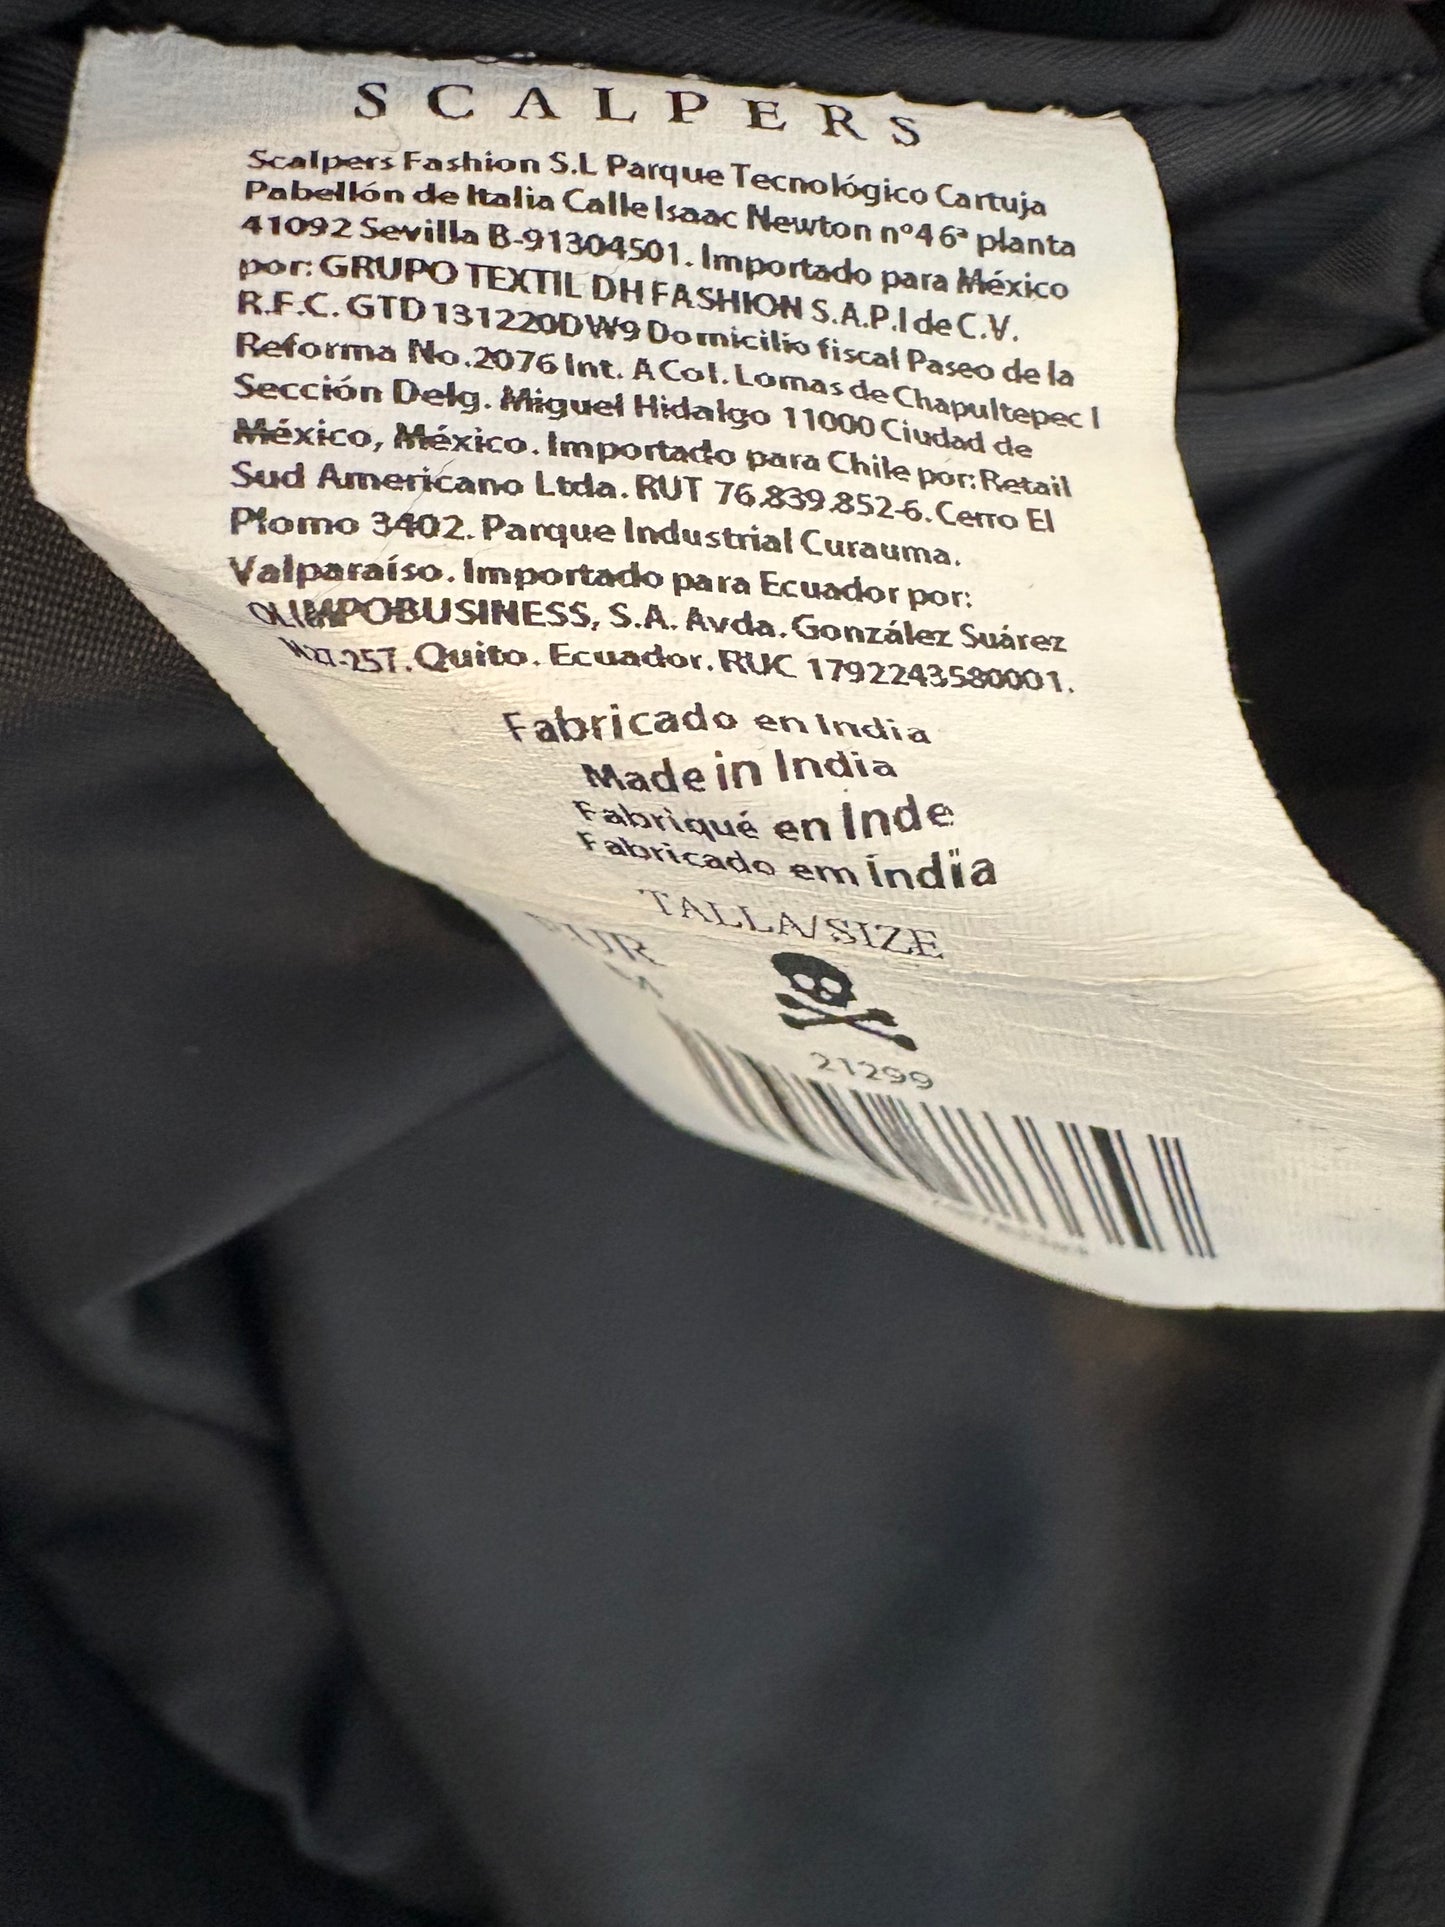 SCALPERS
Scalpers Fashion S.L Parque Tecnológico Cartuja
Pabellón de Italia Calle Isaac Newton nº4 6ª planta
41092 Sevilla B-91304501. Importado para México
por: GRUPO TEXTIL DH FASHION S.A.P.I de C.V.
R.F.C. GTD131220DW9 Domicilio fiscal Paseo de la
Reforma No.2076 Int. A Col. Lomas de Chapultepec I
Sección Delg. Miguel Hidalgo 11000 Ciudad de
México, México. Importado para Chile por: Retail
Sud Americano Ltda. RUT 76.839.852-6. Cerro El
Plomo 3402. Parque Industrial Curauma.
Valparaíso. Importado para Ecuador por:
OLIMPOBUSINESS, S.A. Avda. González Suárez
257. Quito. Ecuador. RUC 1792243580001.
Fabricado en India
Made in India
Fabriqué en Inde
Fabricado em índïa
TALLA/SIZE
EUR
M
21299